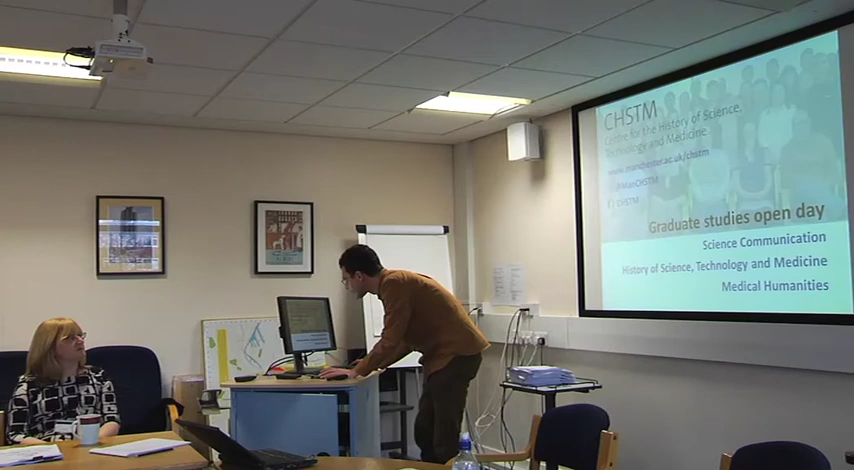 CHSTM
Centre for the History of Science,
Technology and Medicine
www.manchester.ac.uk/chstm
@ManCHSTM
CHSTM
Graduate studies open day
Science Communication
History of Science, Technology and Medicine
Medical Humanities